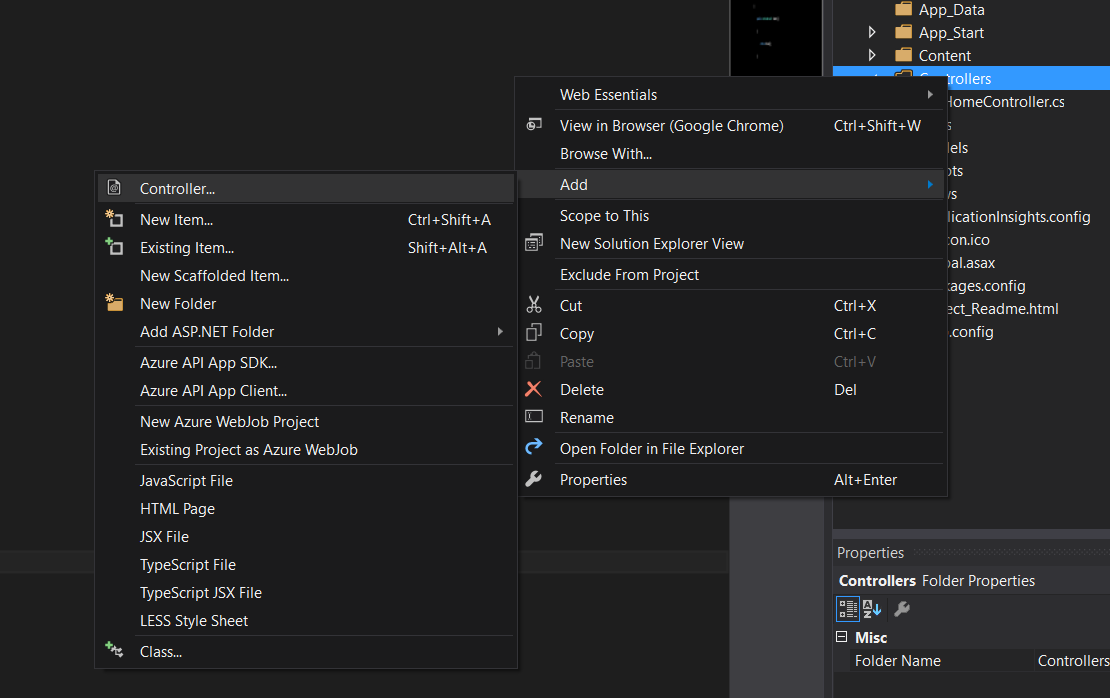 App_Data
App_Start
Content
Controllers
HomeController.cs
Web Essentials
View in Browser (Google Chrome) Ctrl+Shift+W
Browse With...
Add
Scope to This
New Solution Explorer View
Exclude From Project
Cut Ctrl+X
Copy Ctrl+C
Paste Ctrl+V
Delete Del
Rename
Open Folder in File Explorer
Properties Alt+Enter
Controller...
New Item... Ctrl+Shift+A
Existing Item... Shift+Alt+A
New Scaffolded Item...
New Folder
Add ASP.NET Folder
Azure API App SDK...
Azure API App Client...
New Azure WebJob Project
Existing Project as Azure WebJob
JavaScript File
HTML Page
JSX File
TypeScript File
TypeScript JSX File
LESS Style Sheet
Class...
s
els
ts
s
licationInsights.config
con.ico
bal.asax
kages.config
ect_Readme.html
.config
Properties
Controllers Folder Properties
Misc
Folder Name Controllers